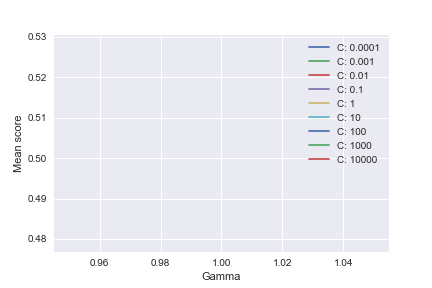 0.53
0.52
0.51
0.50
0.49
0.48
Mean score
C: 0.0001
C: 0.001
C: 0.01
C: 0.1
C: 1
C: 10
C: 100
C: 1000
C: 10000
0.96 0.98 1.00 1.02 1.04
Gamma